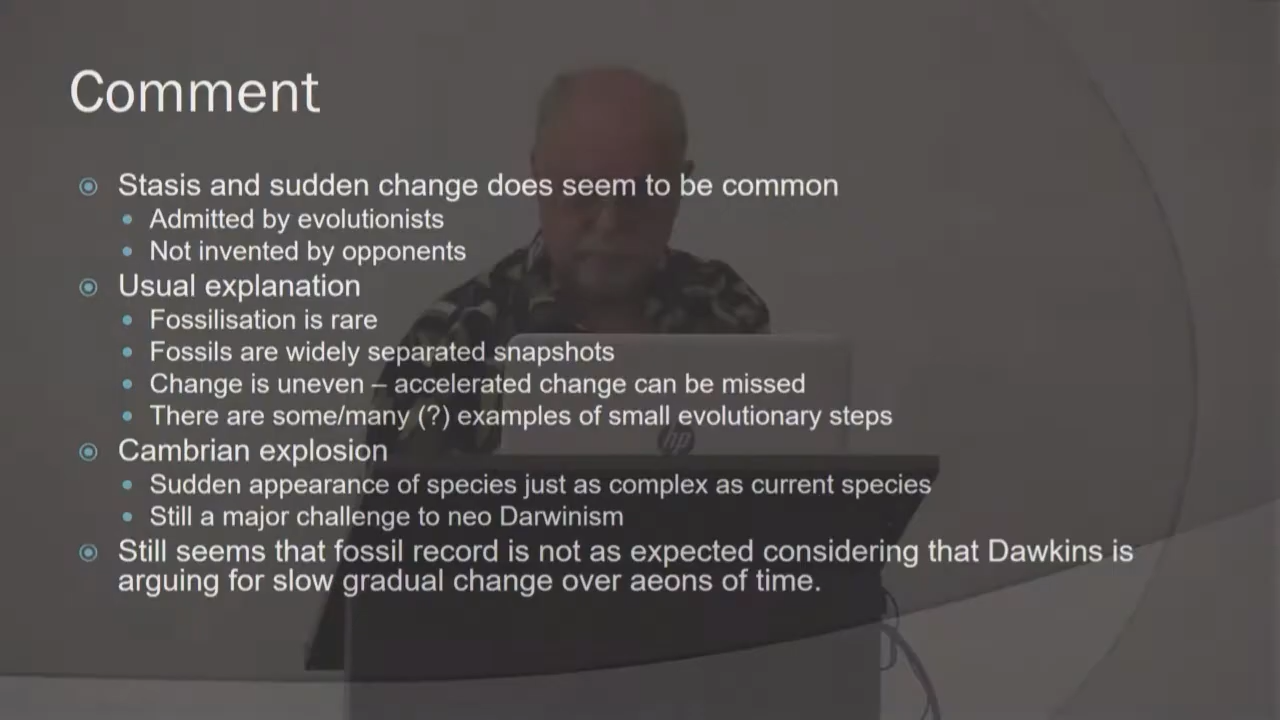 Comment
Stasis and sudden change does seem to be common
Admitted by evolutionists
Not invented by opponents
Usual explanation
Fossilisation is rare
Fossils are widely separated snapshots
Change is uneven – accelerated change can be missed
There are some/many (?) examples of small evolutionary steps
hp
Cambrian explosion
Sudden appearance of species just as complex as current species
Still a major challenge to neo Darwinism
Still seems that fossil record is not as expected considering that Dawkins is
arguing for slow gradual change over aeons of time.